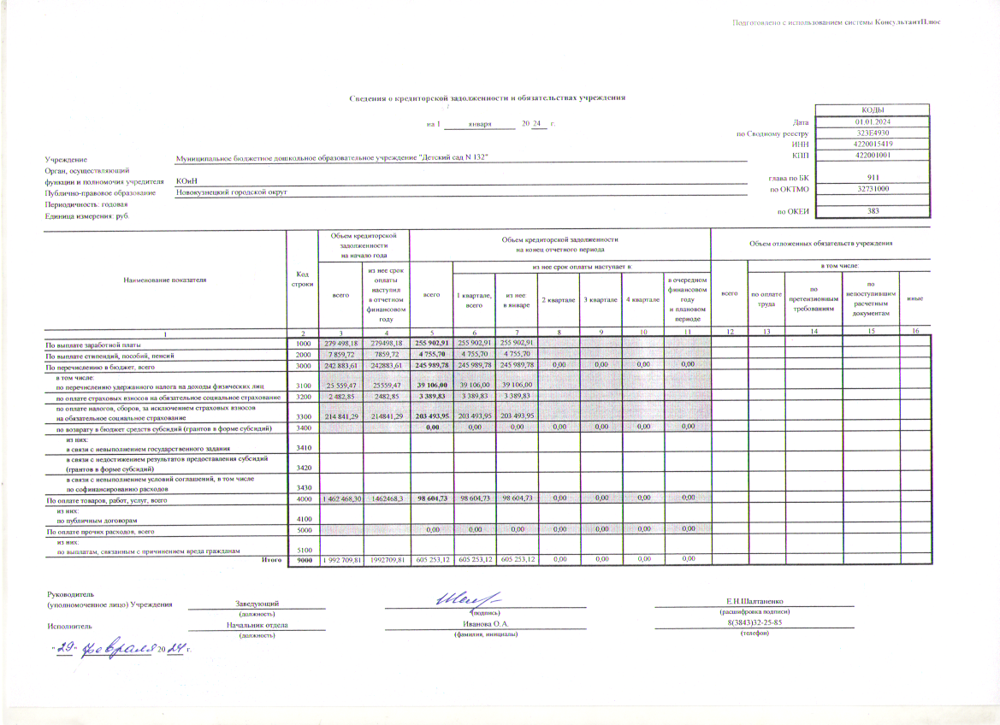 Подготовлено с использованием системы КонсультантПлюс
Сведения о кредиторской задолженности и обязательствах учреждения
на 1 января 20 24 г.
КОДЫ
Дата 01.01.2024
по Сводному реестру 323Е4930
ИНН 4220015419
Учреждение Муниципальное бюджетное дошкольное образовательное учреждение "Детский сад N 132" КПП 422001001
Орган, осуществляющий
функции и полномочия учредителя КОиН глава по БК 911
Публично-правовое образование Новокузнецкий городской округ по ОКТМО 32731000
Периодичность: годовая
Единица измерения: руб. по ОКЕИ 383
Наименование показателя
Код
строки
Объем кредиторской
задолженности
на начало года
всего
из нее срок
оплаты
наступил
в отчетном
финансовом
году
Объем кредиторской задолженности
на конец отчетного периода
всего
из нее срок оплаты наступает в:
1 квартале,
всего
из нее
в январе
2 квартале
3 квартале
4 квартале
в очередном
финансовом
году
и плановом
периоде
Объем отложенных обязательств учреждения
всего
в том числе:
по оплате
труда
по
претензионным
требованиям
по
непоступившим
расчетным
документам
иные
1 2 3 4 5 6 7 8 9 10 11 12 13 14 15 16
По выплате заработной платы 1000 279 498,18 279498,18 255 902,91 255 902,91 255 902,91
По выплате стипендий, пособий, пенсий 2000 7 859,72 7859,72 4 755,70 4 755,70 4 755,70
По перечислению в бюджет, всего 3000 242 883,61 242883,61 245 989,78 245 989,78 245 989,78 0,00 0,00 0,00 0,00
в том числе:
по перечислению удержанного налога на доходы физических лиц 3100 25 559,47 25559,47 39 106,00 39 106,00 39 106,00
по оплате страховых взносов на обязательное социальное страхование 3200 2 482,85 2482,85 3 389,83 3 389,83 3 389,83
по оплате налогов, сборов, за исключением страховых взносов
на обязательное социальное страхование 3300 214 841,29 214841,29 203 493,95 203 493,95 203 493,95
по возврату в бюджет средств субсидий (грантов в форме субсидий) 3400 0,00 0,00 0,00 0,00 0,00 0,00 0,00
из них:
в связи с невыполнением государственного задания 3410
в связи с недостижением результатов предоставления субсидий
(грантов в форме субсидий) 3420
в связи с невыполнением условий соглашений, в том числе
по софинансированию расходов 3430
По оплате товаров, работ, услуг, всего 4000 1 462 468,30 1462468,3 98 604,73 98 604,73 98 604,73 0,00 0,00 0,00 0,00
из них:
по публичным договорам 4100
По оплате прочих расходов, всего 5000 0,00 0,00 0,00 0,00 0,00 0,00 0,00
из них:
по выплатам, связанным с причинением вреда гражданам 5100
Итого 9000 1 992 709,81 1992709,81 605 253,12 605 253,12 605 253,12 0,00 0,00 0,00 0,00
Руководитель
(уполномоченное лицо) Учреждения Заведующий Е.Н.Шалтаненко
(должность) (подпись) (расшифровка подписи)
Исполнитель Начальник отдела Иванова О.А. 8(3843)32-25-85
(должность) (фамилия, инициалы) (телефон)
" 29 " февраля 20 24 г.